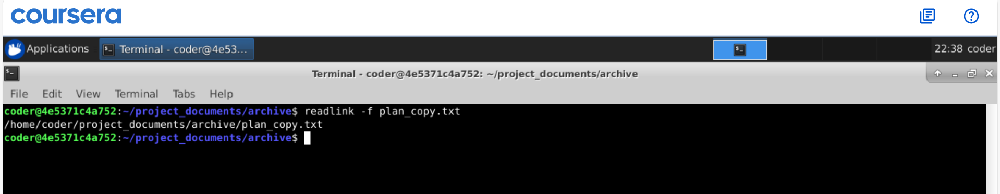 coursera
Applications
Terminal - coder@4e53...
22:38 coder
Terminal - coder@4e5371c4a752: ~/project_documents/archive
File Edit View Terminal Tabs Help
coder@4e5371c4a752:~/project_documents/archive$ readlink -f plan_copy.txt
/home/coder/project_documents/archive/plan_copy.txt
coder@4e5371c4a752:~/project_documents/archive$